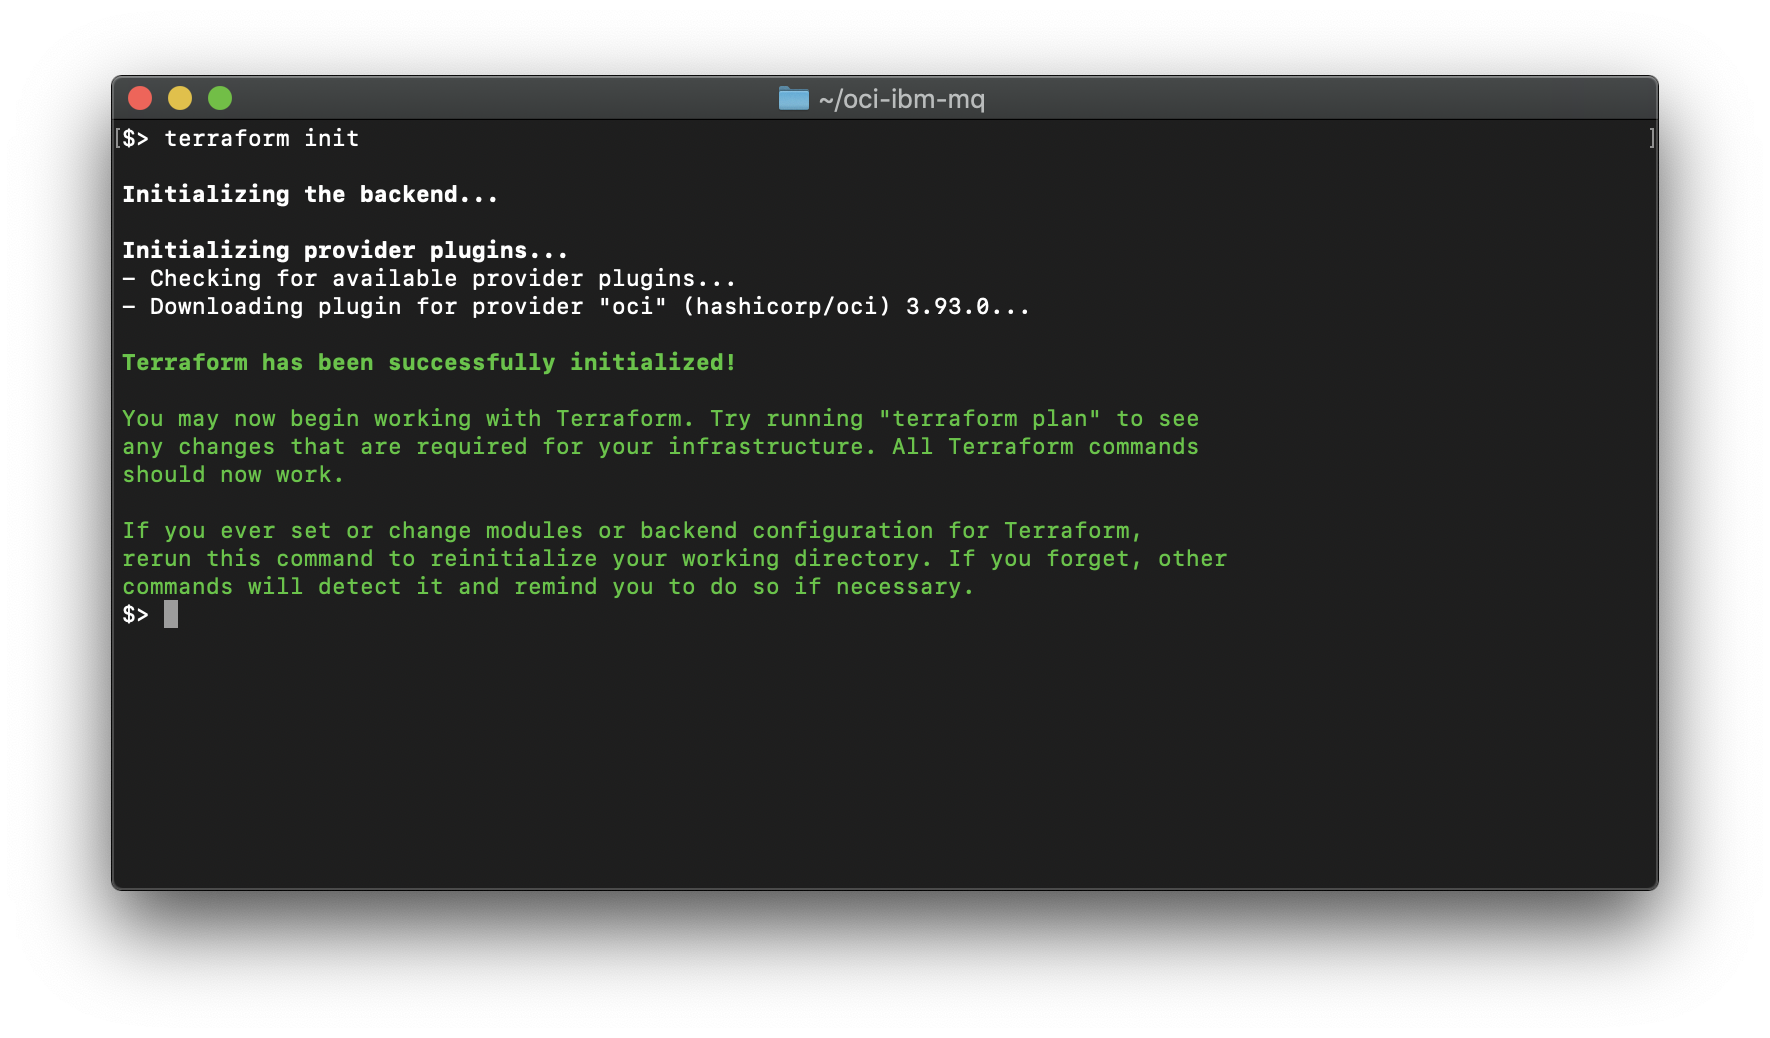 ~/oci-ibm-mq
[$> terraform init ]
Initializing the backend...
Initializing provider plugins...
- Checking for available provider plugins...
- Downloading plugin for provider "oci" (hashicorp/oci) 3.93.0...
Terraform has been successfully initialized!
You may now begin working with Terraform. Try running "terraform plan" to see
any changes that are required for your infrastructure. All Terraform commands
should now work.
If you ever set or change modules or backend configuration for Terraform,
rerun this command to reinitialize your working directory. If you forget, other
commands will detect it and remind you to do so if necessary.
$>